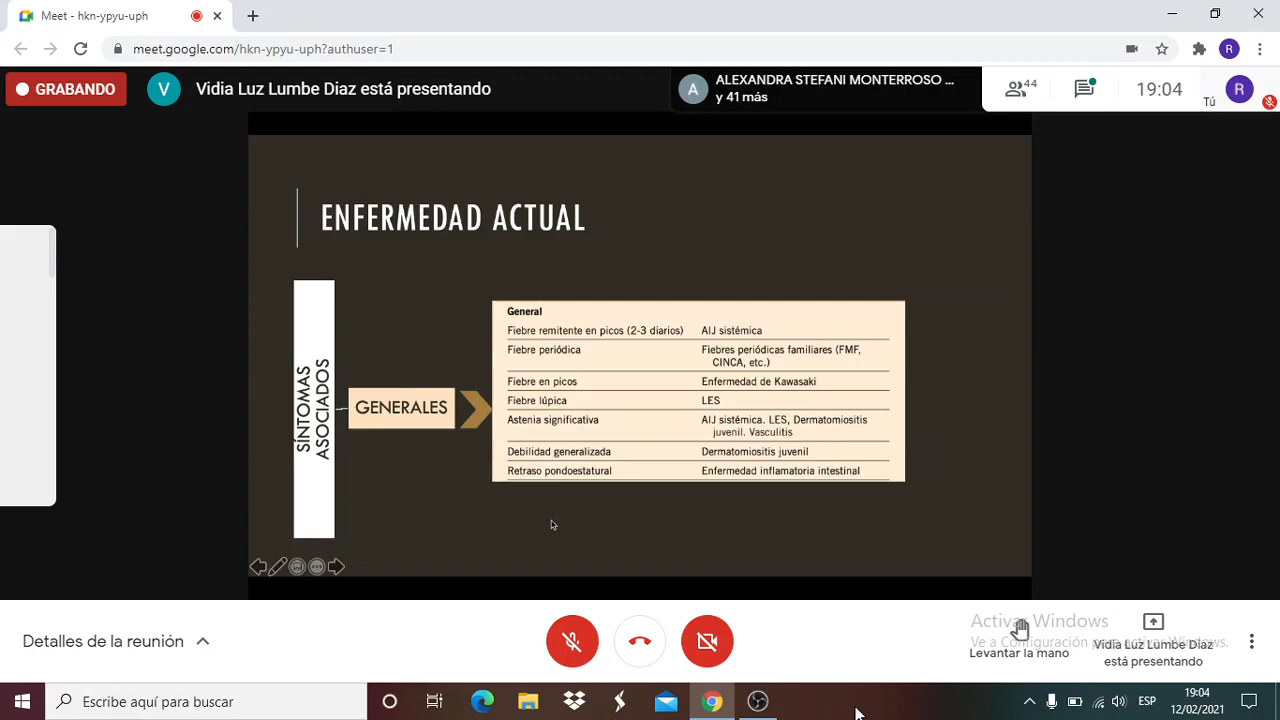 Meet - hkn-ypyu-uph
meet.google.com/hkn-ypyu-uph?authuser=1
R
GRABANDO
V
Vidia Luz Lumbe Diaz está presentando
A
ALEXANDRA STEFANI MONTERROSO ...
y 41 más
44
19:04
Tú
R
ENFERMEDAD ACTUAL
SÍNTOMAS
ASOCIADOS
GENERALES
General
Fiebre remitente en picos (2-3 diarios) AIJ sistémica
Fiebre periódica Fiebres periódicas familiares (FMF,
CINCA, etc.)
Fiebre en picos Enfermedad de Kawasaki
Fiebre lúpica LES
Astenia significativa AIJ sistémica. LES, Dermatomiositis
juvenil. Vasculitis
Debilidad generalizada Dermatomiositis juvenil
Retraso pondoestatural Enfermedad inflamatoria intestinal
Detalles de la reunión
Activar Windows
Ve a Configuración para activar Windows.
Levantar la mano
Vidia Luz Lumbe Diaz
está presentando
Escribe aquí para buscar
ESP
19:04
12/02/2021